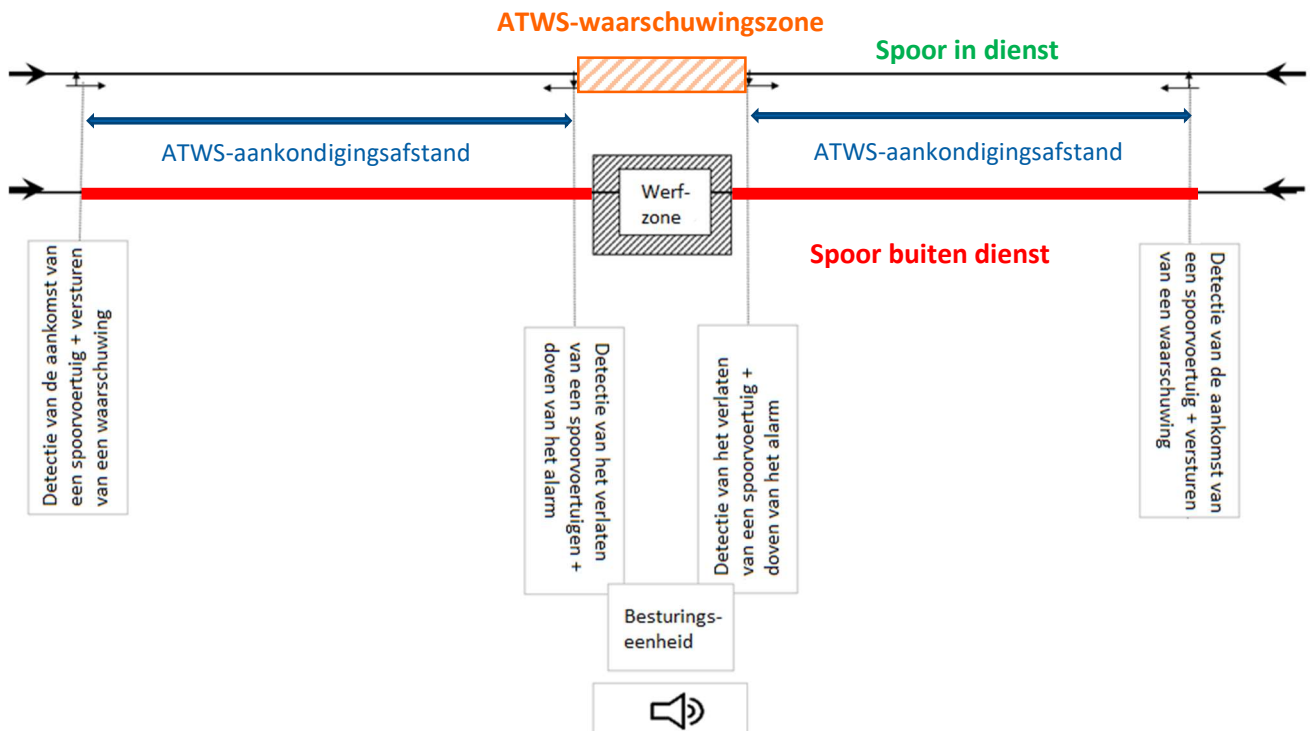 ATWS-waarschuwingszone
Spoor in dienst
ATWS-aankondigingsafstand
ATWS-aankondigingsafstand
Werf-
zone
Spoor buiten dienst
Detectie van de aankomst van
een spoorvoertuig + versturen
van een waarschuwing
Detectie van het verlaten
van een spoorvoertuigen +
doven van het alarm
Detectie van het verlaten
van een spoorvoertuig +
doven van het alarm
Detectie van de aankomst van
een spoorvoertuig + versturen
van een waarschuwing
Besturings-
eenheid